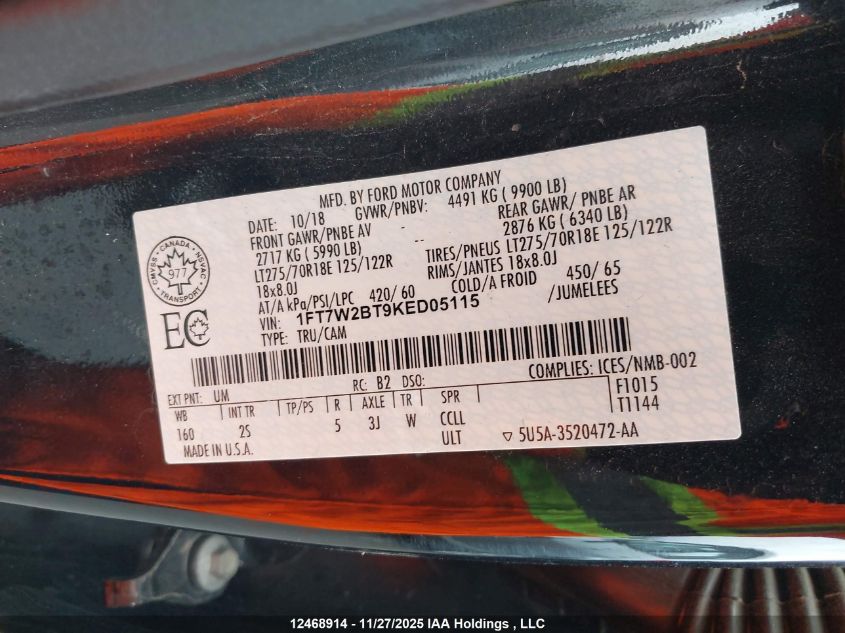 MFD. BY FORD MOTOR COMPANY
DATE: 10/18 GVWR/PNBV: 4491 KG ( 9900 LB)
FRONT GAWR/PNBE AV - REAR GAWR/ PNBE AR
2717 KG ( 5990 LB) -- 2876 KG ( 6340 LB)
LT275/70R18E 125/122R TIRES/PNEUS LT275/70R18E 125/122R
18x8.0J RIMS/JANTES 18x8.0J
AT/A kPa/PSI/LPC 420/ 60 COLD/A FROID 450/ 65
VIN: 1FT7W2BT9KED05115 /JUMELEES
TYPE: TRU/CAM
CANADA
CMVSS NSVAC
977
TRANSPORT
EC
COMPLIES: ICES/NMB-002
EXT PNT: UM RC: B2 DSO: F1015
WB INT TR TP/PS R AXLE TR SPR T1144
160 2S 5 3J W CCLL
MADE IN U.S.A. ULT ▽ 5U5A-3520472-AA
12468914 - 11/27/2025 IAA Holdings , LLC